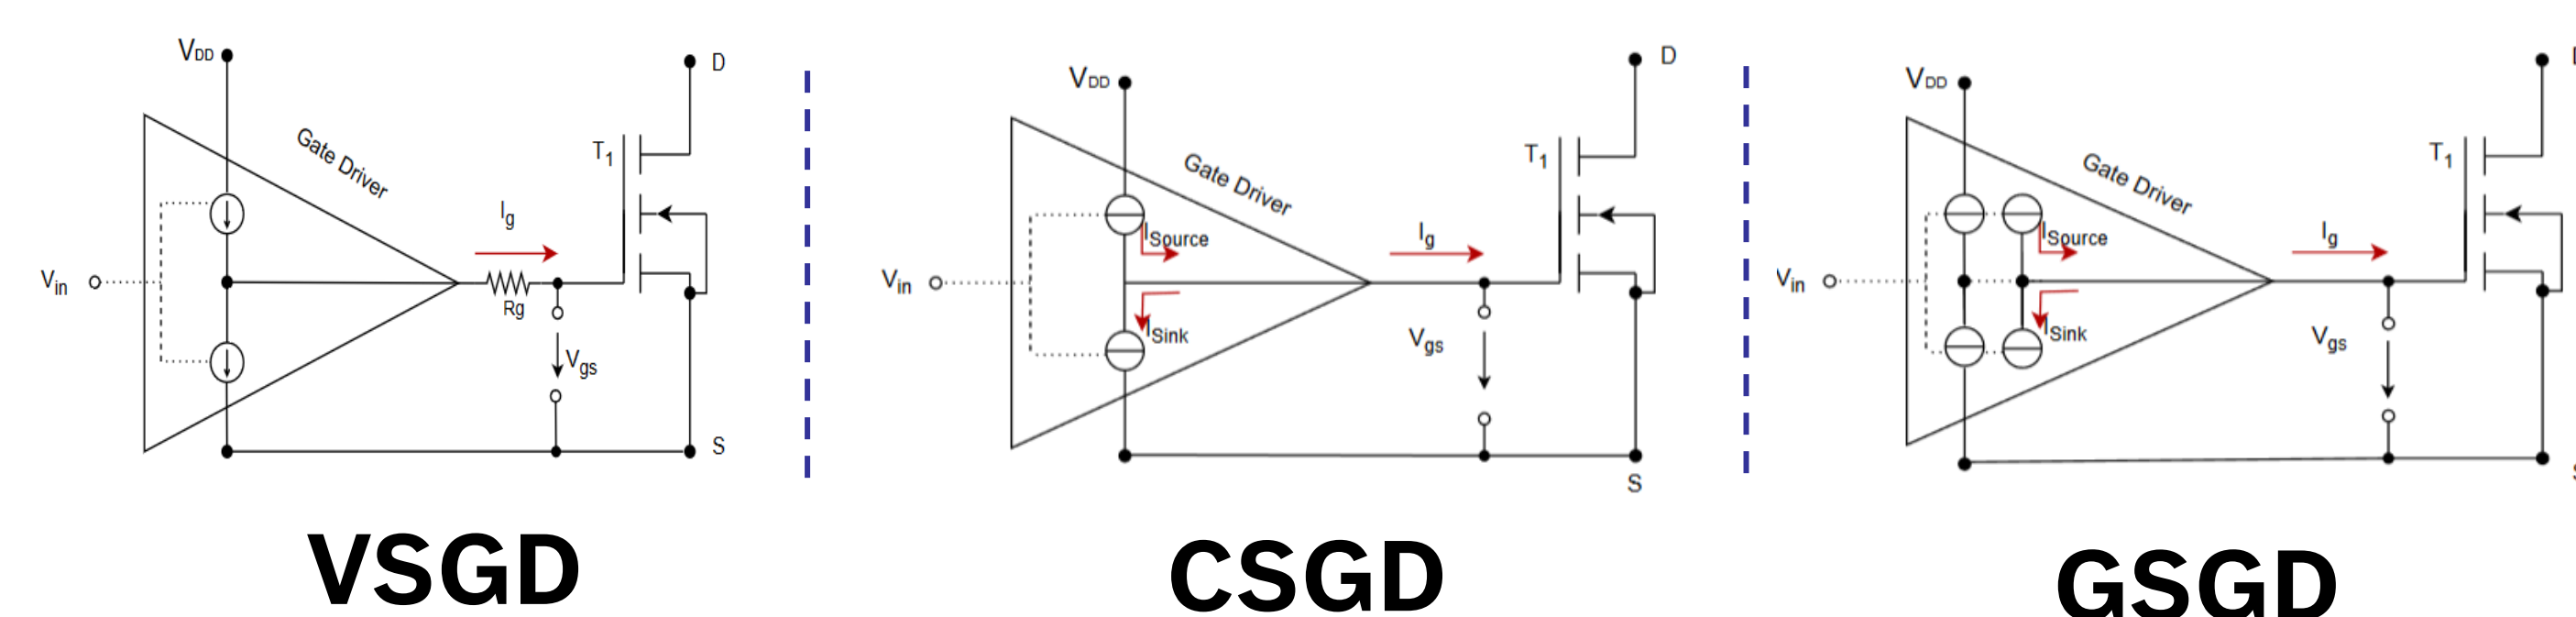 VDD
D
Gate Driver
T1
Ig
Vin
Rg
Vgs
S
VSGD
VDD
D
Gate Driver
T1
ISource
Ig
Vin
ISink
Vgs
S
CSGD
VDD
Gate Driver
T1
ISource
Ig
Vin
ISink
Vgs
GSGD